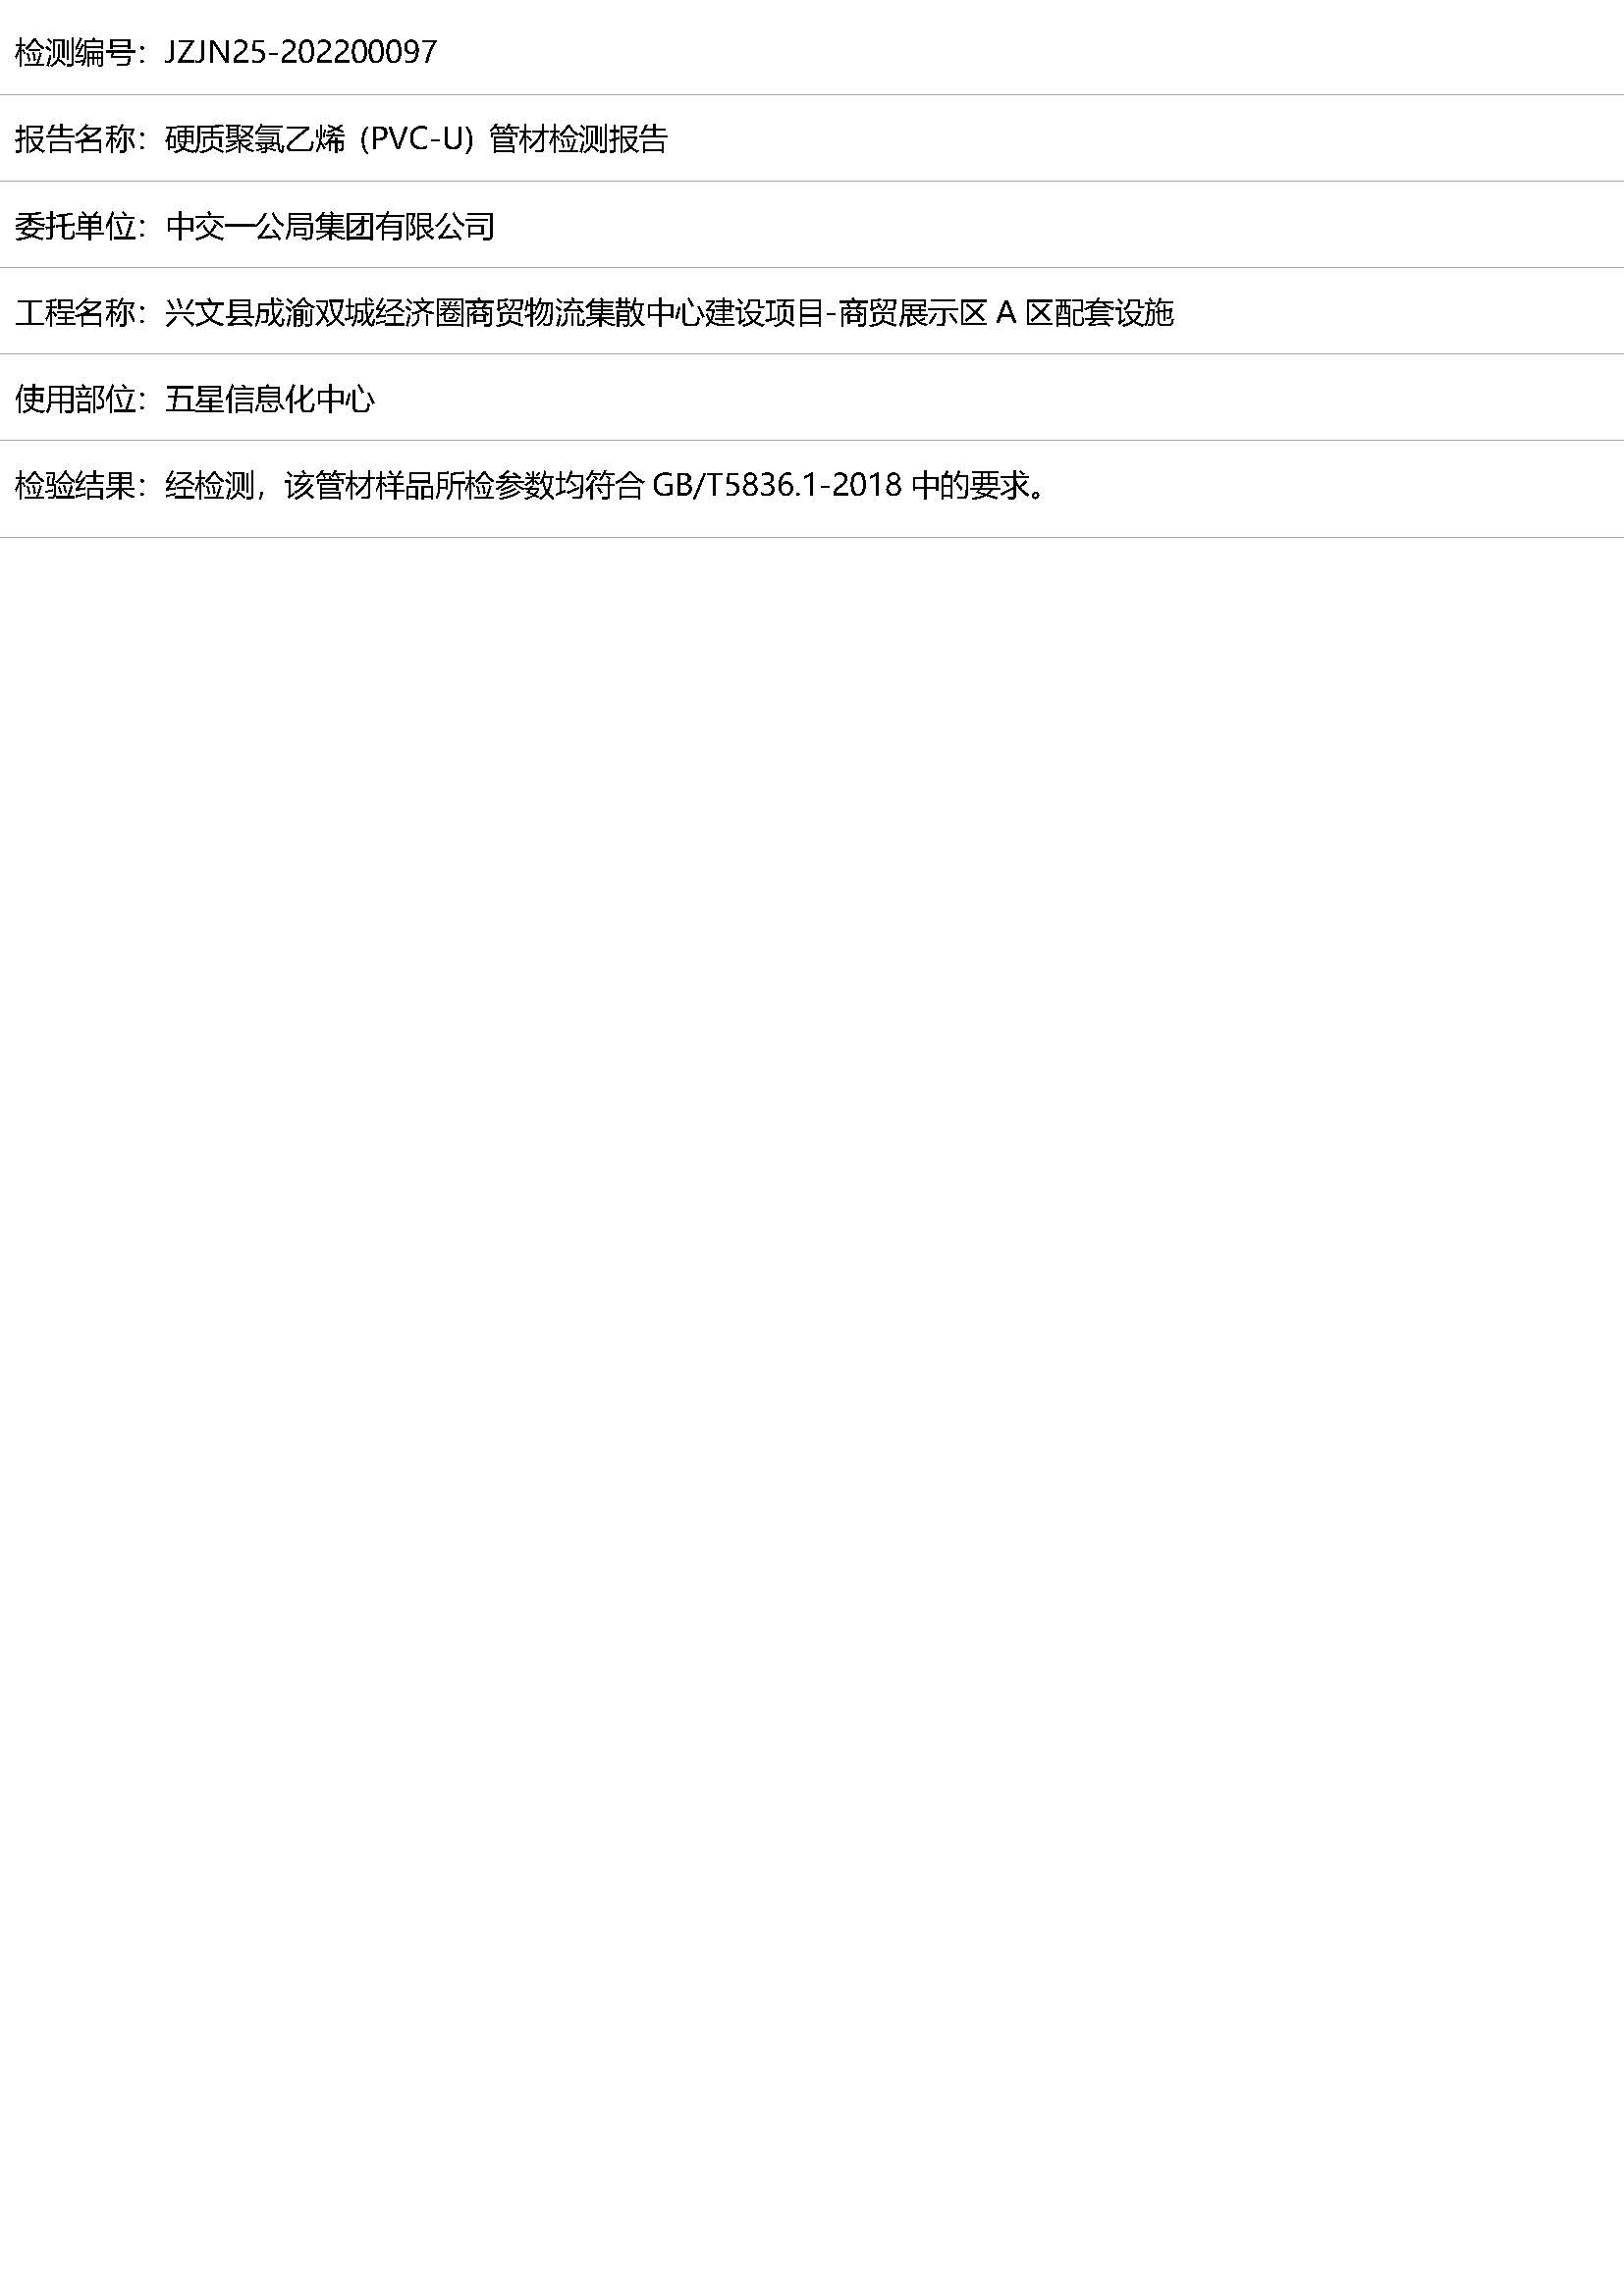 检测编号：JZJN25-202200097
报告名称：硬质聚氯乙烯（PVC-U）管材检测报告
委托单位：中交一公局集团有限公司
工程名称：兴文县成渝双城经济圈商贸物流集散中心建设项目-商贸展示区 A 区配套设施
使用部位：五星信息化中心
检验结果：经检测，该管材样品所检参数均符合 GB/T5836.1-2018 中的要求。